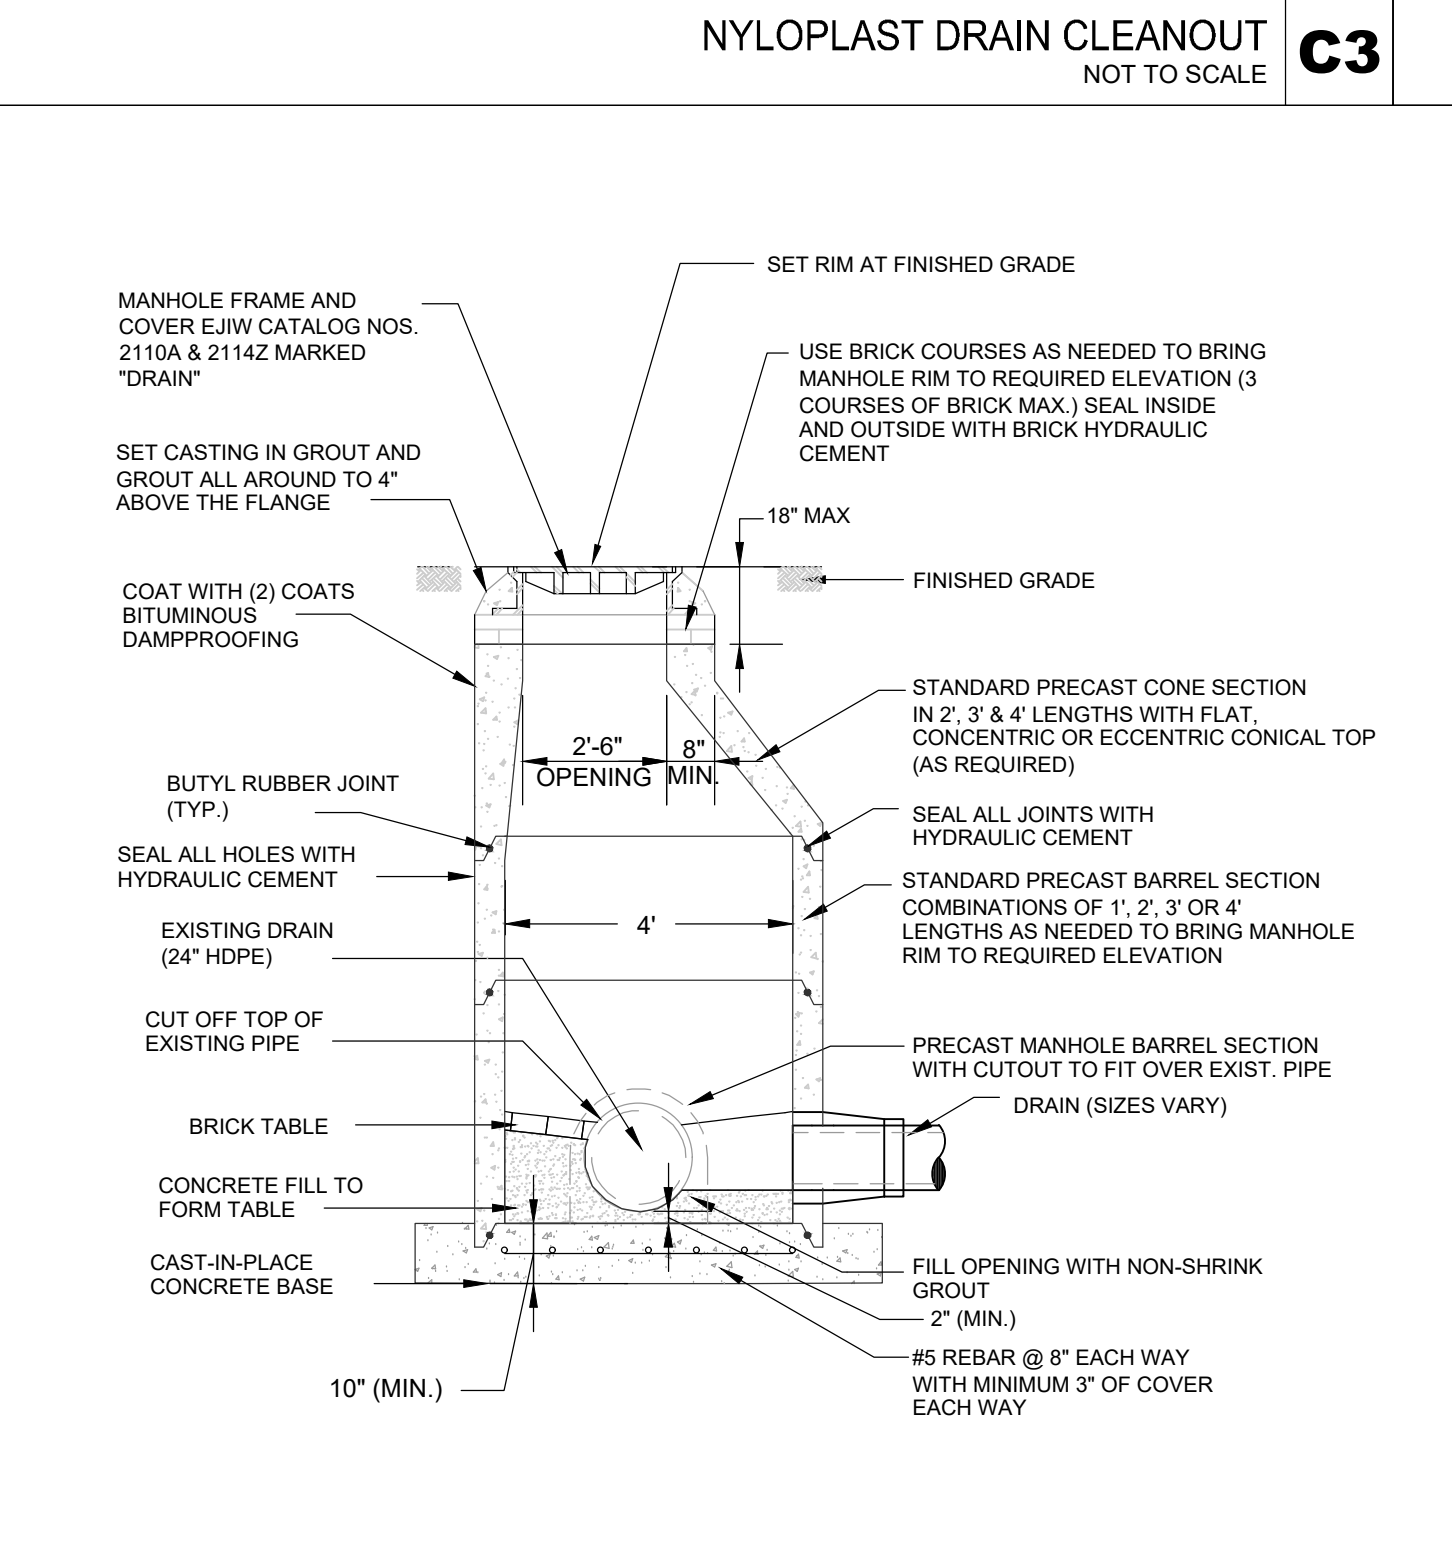 NYLOPLAST DRAIN CLEANOUT
NOT TO SCALE
C3
SET RIM AT FINISHED GRADE
MANHOLE FRAME AND
COVER EJIW CATALOG NOS.
2110A & 2114Z MARKED
"DRAIN"
USE BRICK COURSES AS NEEDED TO BRING
MANHOLE RIM TO REQUIRED ELEVATION (3
COURSES OF BRICK MAX.) SEAL INSIDE
AND OUTSIDE WITH BRICK HYDRAULIC
CEMENT
SET CASTING IN GROUT AND
GROUT ALL AROUND TO 4"
ABOVE THE FLANGE
18" MAX
FINISHED GRADE
COAT WITH (2) COATS
BITUMINOUS
DAMPPROOFING
STANDARD PRECAST CONE SECTION
IN 2', 3' & 4' LENGTHS WITH FLAT,
CONCENTRIC OR ECCENTRIC CONICAL TOP
(AS REQUIRED)
2'-6"
OPENING
8"
MIN.
BUTYL RUBBER JOINT
(TYP.)
SEAL ALL JOINTS WITH
HYDRAULIC CEMENT
SEAL ALL HOLES WITH
HYDRAULIC CEMENT
STANDARD PRECAST BARREL SECTION
COMBINATIONS OF 1', 2', 3' OR 4'
LENGTHS AS NEEDED TO BRING MANHOLE
RIM TO REQUIRED ELEVATION
4'
EXISTING DRAIN
(24" HDPE)
CUT OFF TOP OF
EXISTING PIPE
PRECAST MANHOLE BARREL SECTION
WITH CUTOUT TO FIT OVER EXIST. PIPE
DRAIN (SIZES VARY)
BRICK TABLE
CONCRETE FILL TO
FORM TABLE
CAST-IN-PLACE
CONCRETE BASE
FILL OPENING WITH NON-SHRINK
GROUT
2" (MIN.)
#5 REBAR @ 8" EACH WAY
WITH MINIMUM 3" OF COVER
EACH WAY
10" (MIN.)